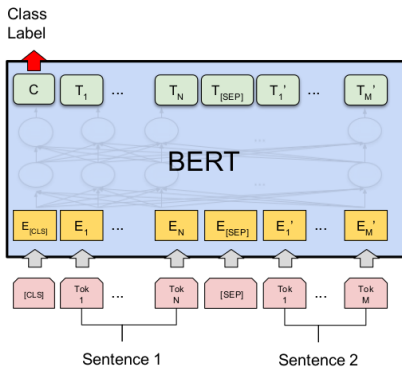 Class
Label
C T1 ... TN T[SEP] T1' ... TM'
...
BERT
...
E[CLS] E1 ... EN E[SEP] E1' ... EM'
[CLS] Tok 1 ... Tok N [SEP] Tok 1 ... Tok M
Sentence 1 Sentence 2